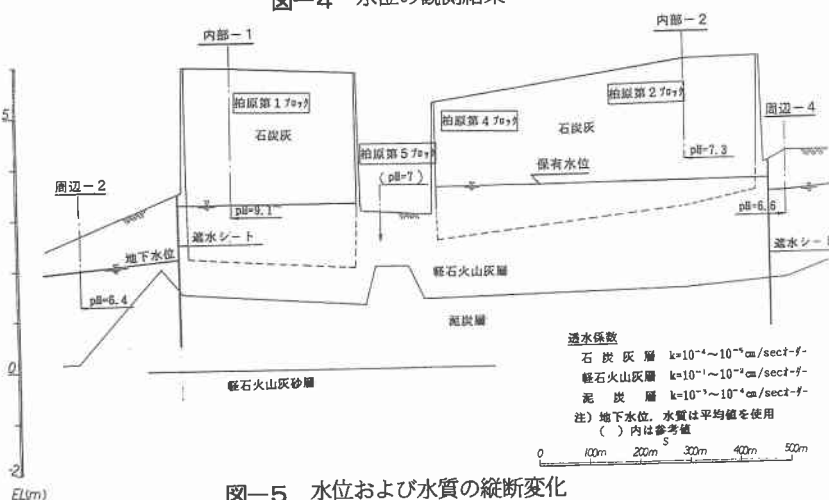 図-4 水位の観測結果
内部-1
内部-2
柏原第1ブロック
石炭灰
柏原第2ブロック
柏原第4ブロック
石炭灰
周辺-4
5
柏原第5ブロック
(pH=7)
pH=7.3
保有水位
周辺-2
pH=9.1
pH=6.6
遮水シート
遮水シート
地下水位
軽石火山灰層
pH=6.4
泥炭層
透水係数
石炭灰層 k=10⁻⁴~10⁻⁵cm/secオーダー
軽石火山灰層 k=10⁻¹~10⁻²cm/secオーダー
泥炭層 k=10⁻³~10⁻⁴cm/secオーダー
0
軽石火山灰砂層
注) 地下水位、水質は平均値を使用
( )内は参考値
S
0 100m 200m 300m 400m 500m
-2
EL(m)
図-5 水位および水質の縦断変化